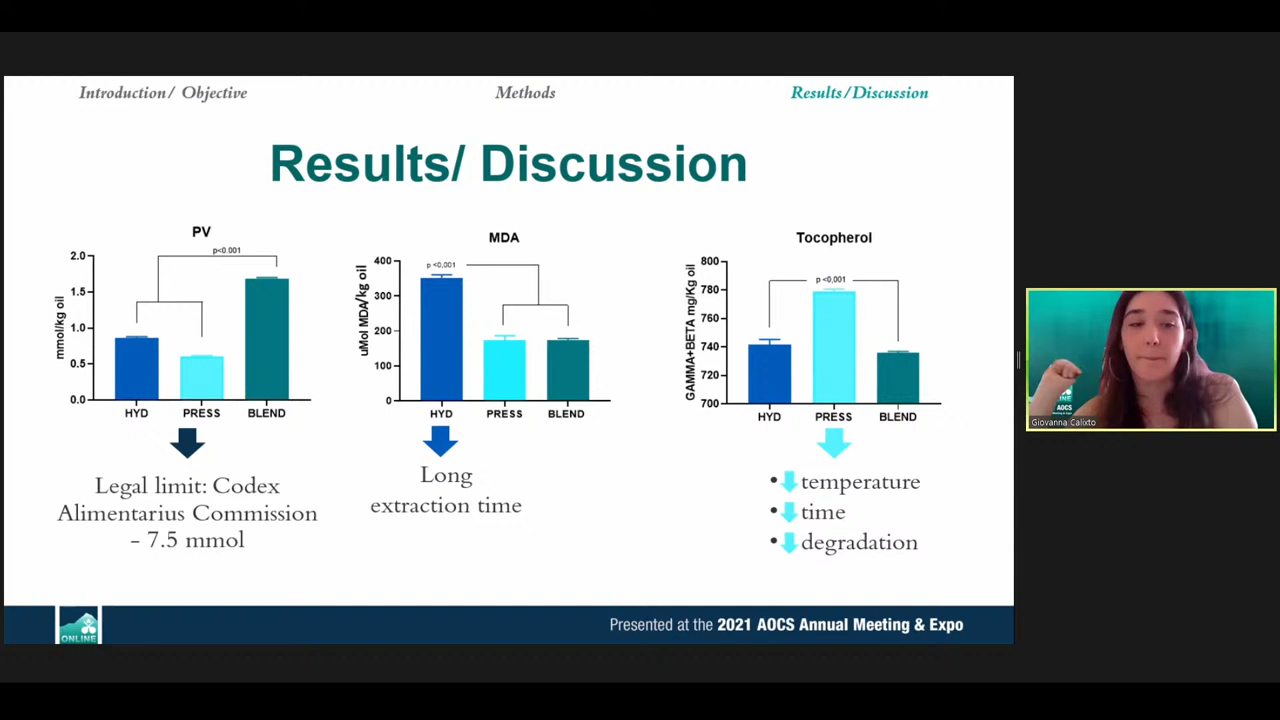 Introduction/ Objective
Methods
Results/Discussion
Results/ Discussion
PV
p<0.001
2.0
1.5
1.0
0.5
0.0
mmol/kg oil
HYD PRESS BLEND
Legal limit: Codex
Alimentarius Commission
- 7.5 mmol
MDA
p <0,001
400
300
200
100
0
uMol MDA/kg oil
HYD PRESS BLEND
Long
extraction time
Tocopherol
p <0,001
800
780
760
740
720
700
GAMMA+BETA mg/Kg oil
HYD PRESS BLEND
• temperature
• time
• degradation
ONLINE
Presented at the 2021 AOCS Annual Meeting & Expo
AOCS
Giovanna Calixto